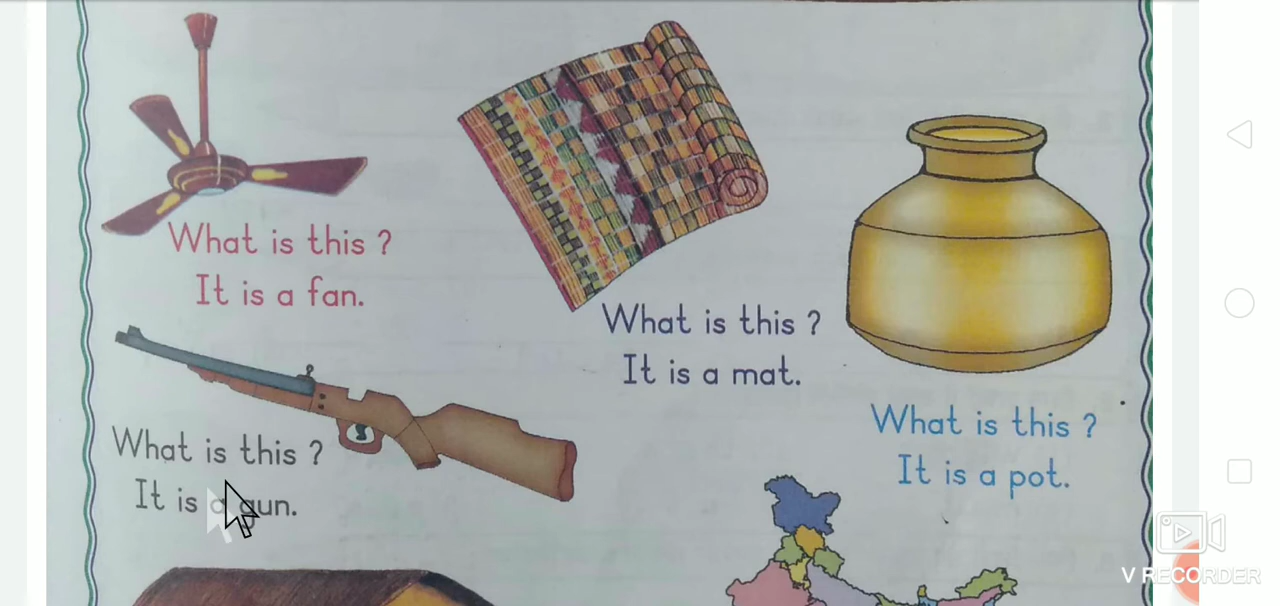 What is this ?
It is a fan.
What is this ?
It is a mat.
What is this ?
It is a gun.
What is this ?
It is a pot.
V RECORDER